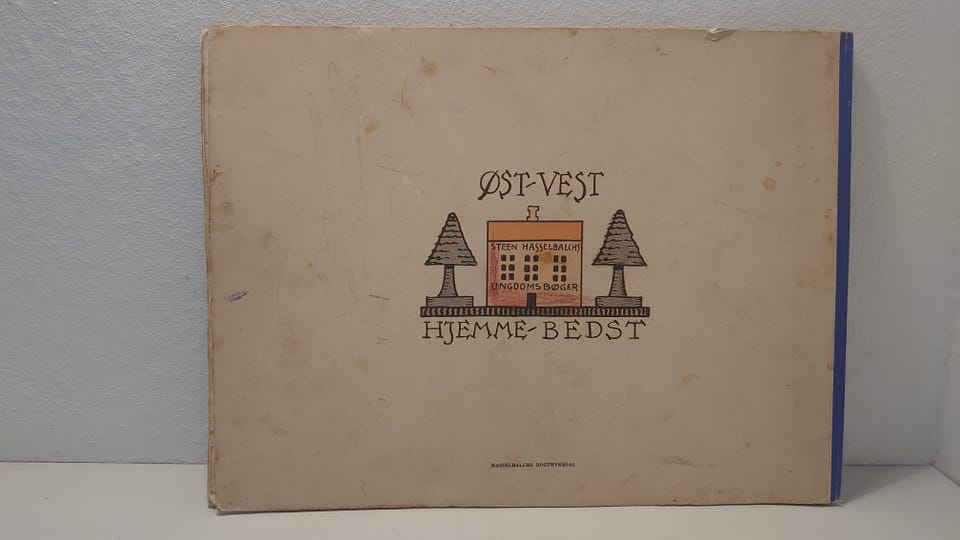 ØST-VEST
STEEN HASSELBALCHS
UNGDOMSBØGER
HJEMME-BEDST
HASSELBALCHS BOGTRYKKERI